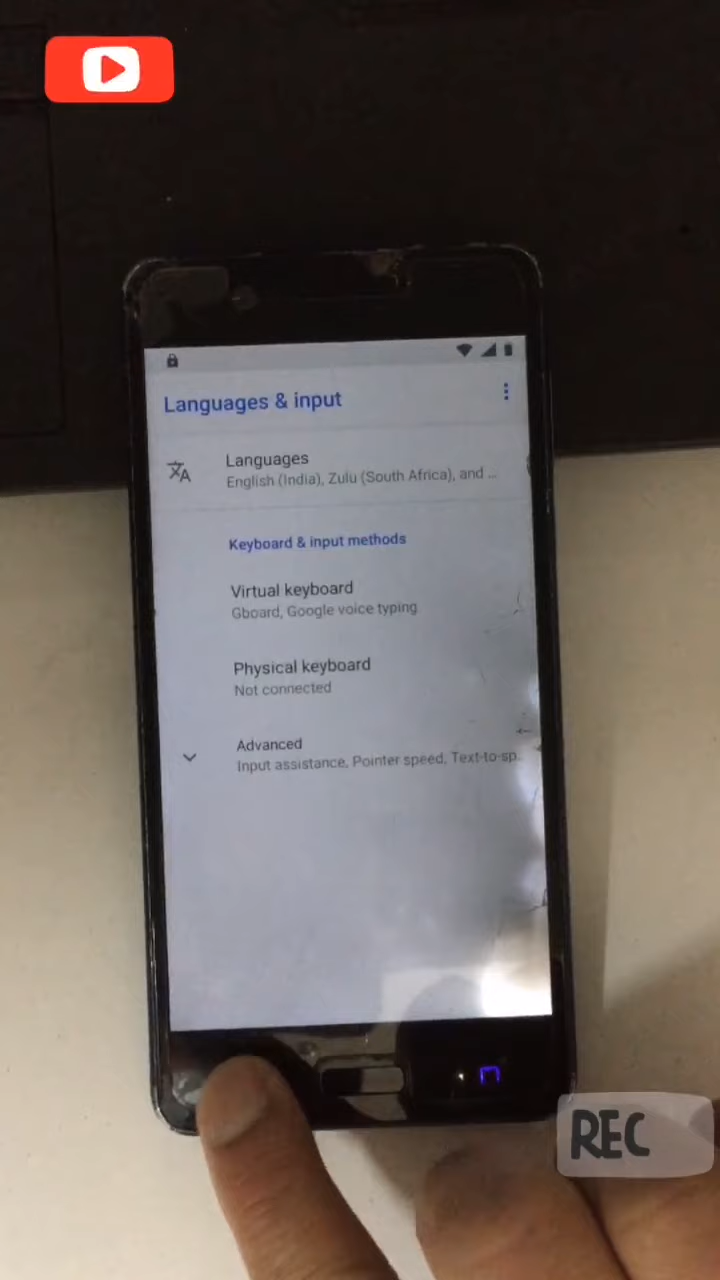 Languages & input
Languages
English (India), Zulu (South Africa), and ...
Keyboard & input methods
Virtual keyboard
Gboard, Google voice typing
Physical keyboard
Not connected
Advanced
Input assistance, Pointer speed, Text-to-sp..
REC